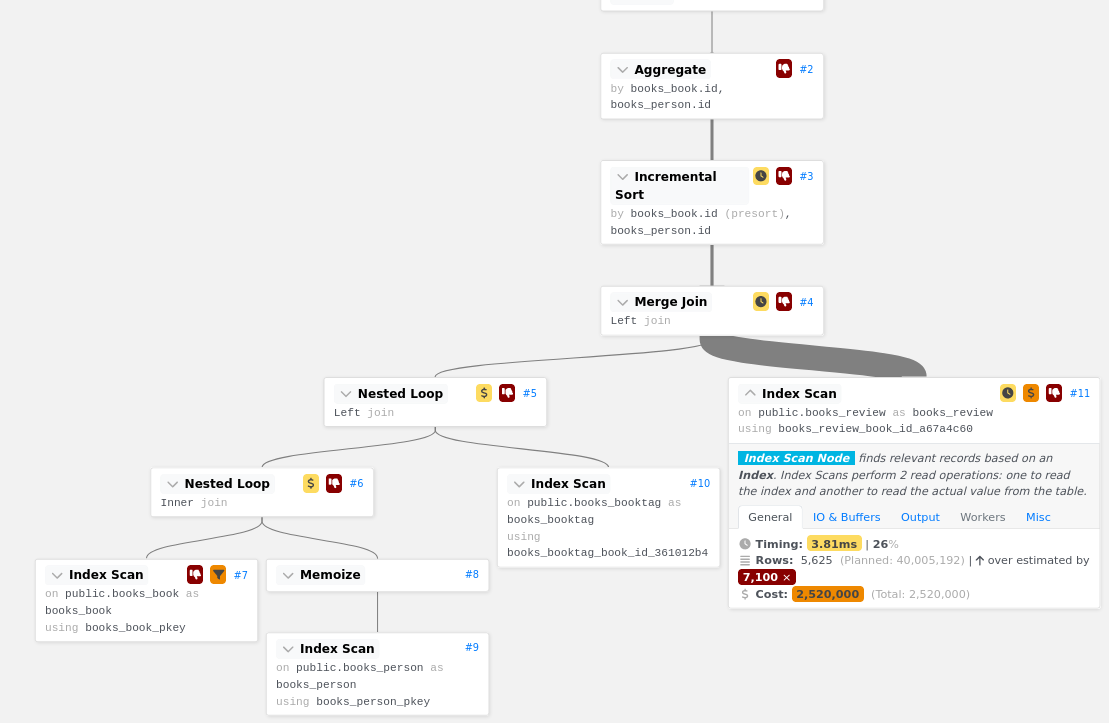 Aggregate #2
by books_book.id,
books_person.id
Incremental #3
Sort
by books_book.id (presort),
books_person.id
Merge Join #4
Left join
Nested Loop $ #5
Left join
Index Scan $ #11
on public.books_review as books_review
using books_review_book_id_a67a4c60
Index Scan Node finds relevant records based on an
Index. Index Scans perform 2 read operations: one to read
the index and another to read the actual value from the table.
General IO & Buffers Output Workers Misc
Timing: 3.81ms | 26%
Rows: 5,625 (Planned: 40,005,192) | over estimated by
7,100 ×
$ Cost: 2,520,000 (Total: 2,520,000)
Nested Loop $ #6
Inner join
Index Scan #10
on public.books_booktag as
books_booktag
using
books_booktag_book_id_361012b4
Index Scan #7
on public.books_book as
books_book
using books_book_pkey
Memoize #8
Index Scan #9
on public.books_person as
books_person
using books_person_pkey